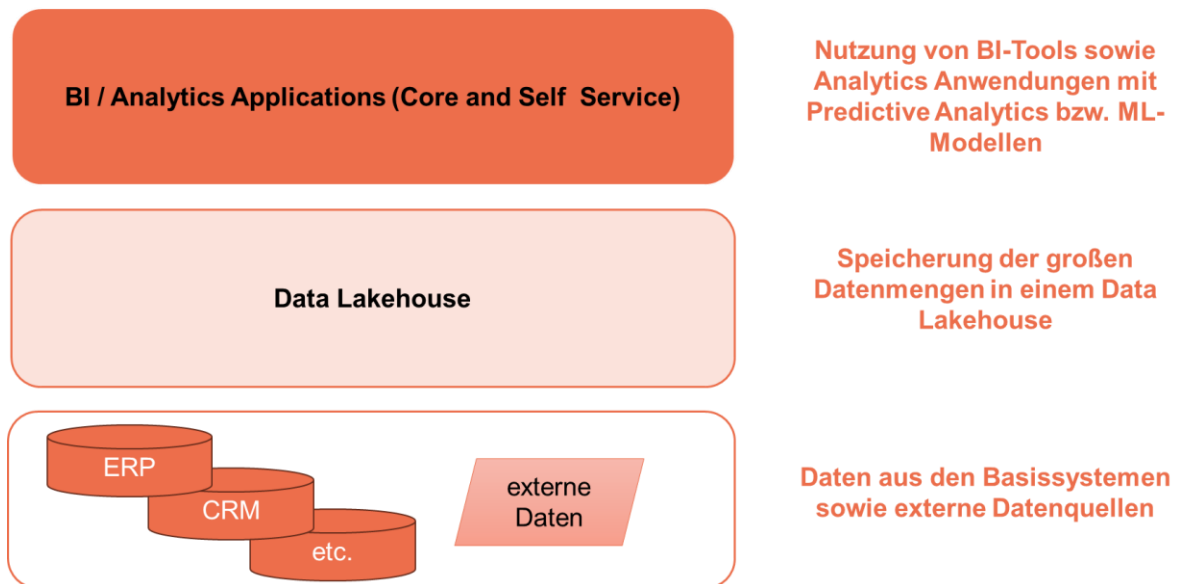 BI / Analytics Applications (Core and Self Service)
Nutzung von BI-Tools sowie
Analytics Anwendungen mit
Predictive Analytics bzw. ML-
Modellen
Data Lakehouse
Speicherung der großen
Datenmengen in einem Data
Lakehouse
ERP
CRM
etc.
externe
Daten
Daten aus den Basissystemen
sowie externe Datenquellen